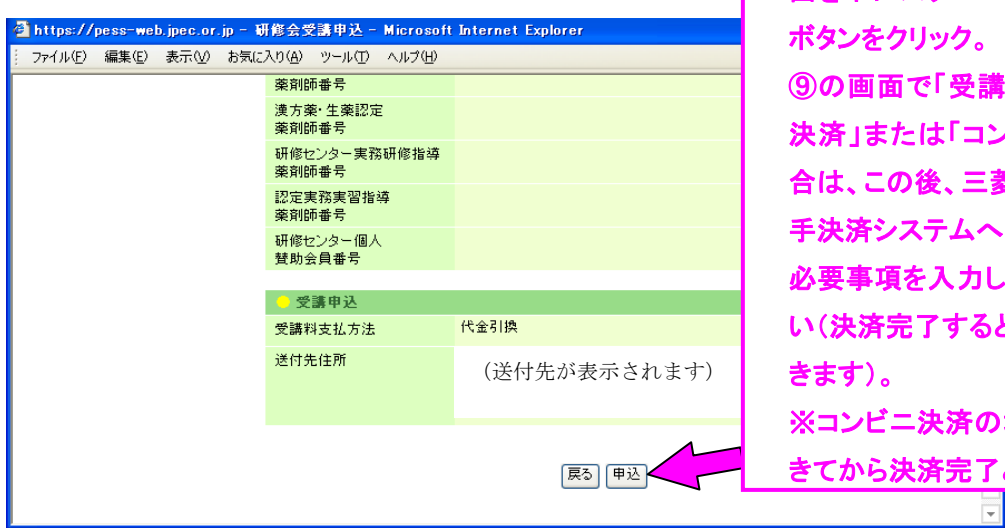 https://pess-web.jpec.or.jp - 研修会受講申込 - Microsoft Internet Explorer
ファイル(F) 編集(E) 表示(V) お気に入り(A) ツール(T) ヘルプ(H)
薬剤師番号
漢方薬・生薬認定
薬剤師番号
研修センター実務研修指導
薬剤師番号
認定実務実習指導
薬剤師番号
研修センター個人
賛助会員番号
受講申込
受講料支払方法 代金引換
送付先住所
（送付先が表示されます）
戻る 申込
ボタンをクリック。
⑨の画面で「受講
決済」または「コン
合は、この後、三菱
手決済システムへ
必要事項を入力し
い（決済完了すると
きます）。
※コンビニ決済の
きてから決済完了